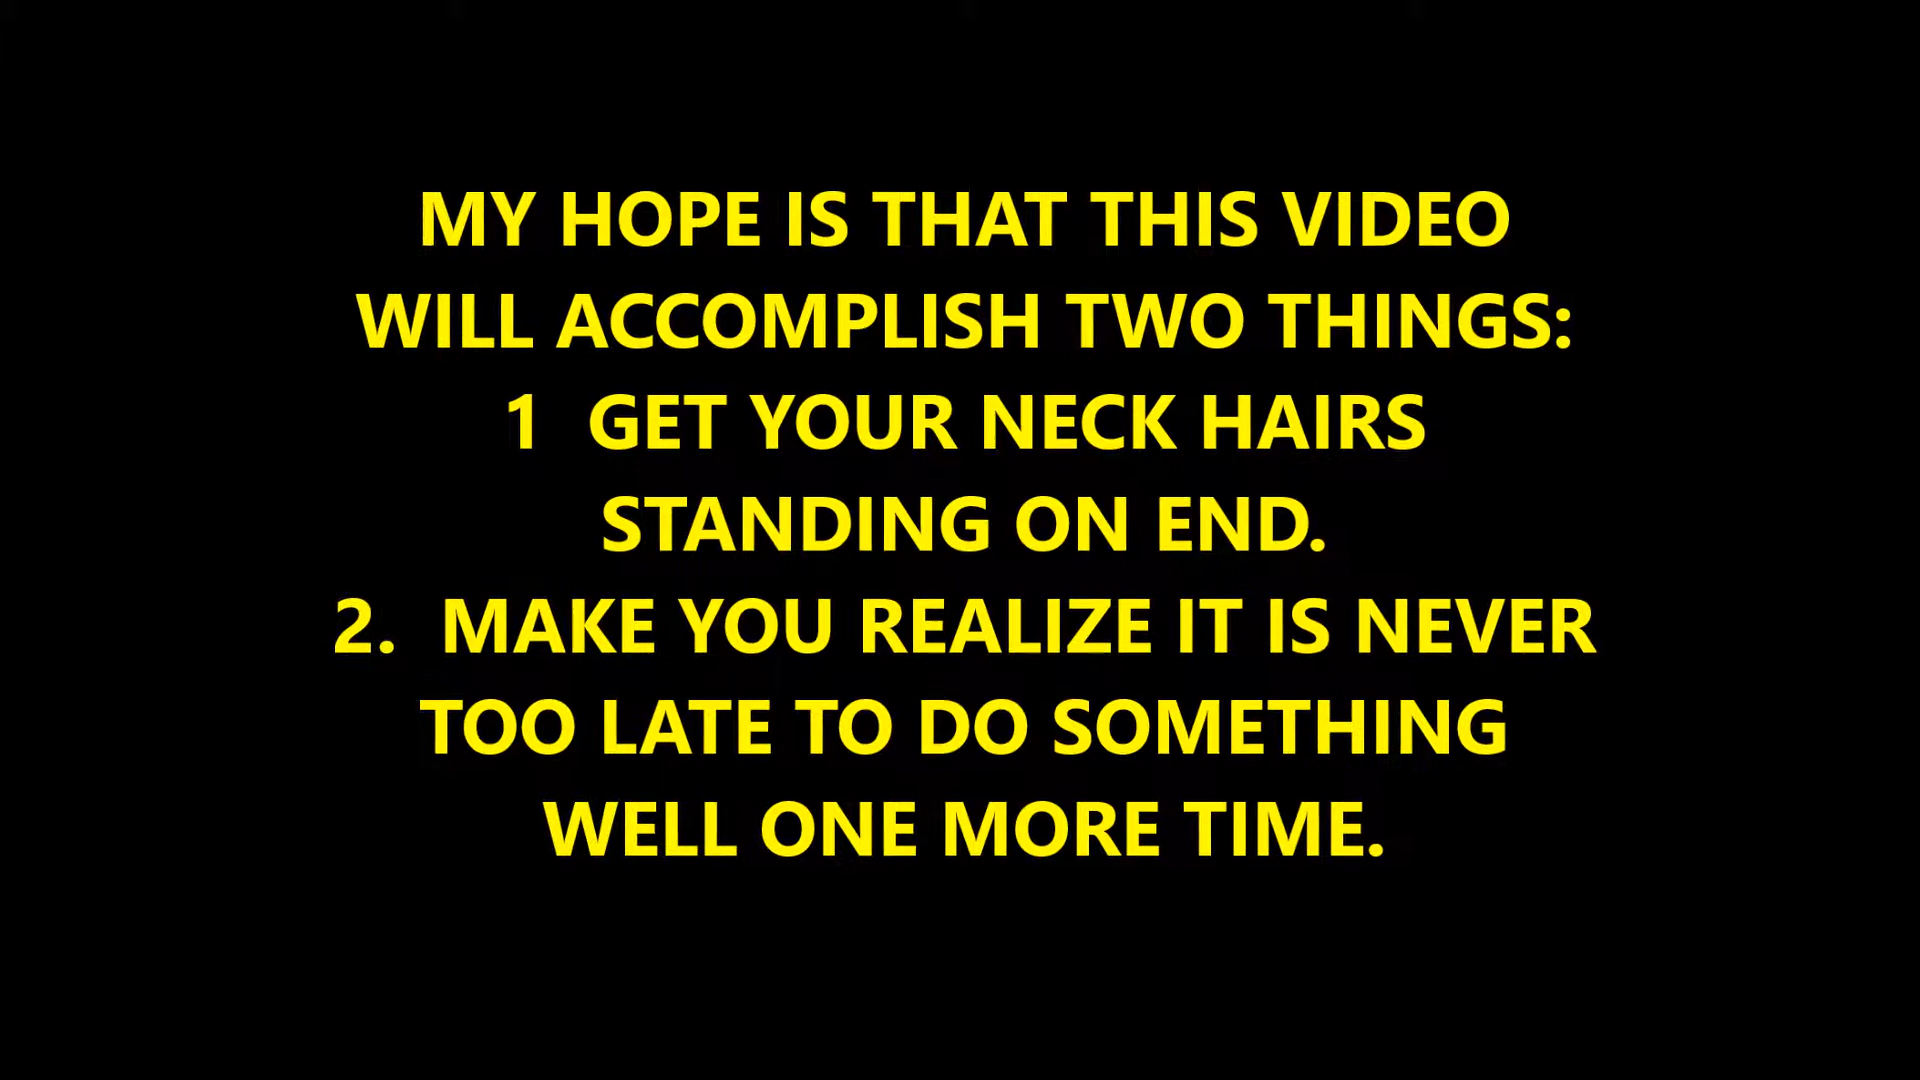 MY HOPE IS THAT THIS VIDEO
WILL ACCOMPLISH TWO THINGS:
1  GET YOUR NECK HAIRS
STANDING ON END.
2.  MAKE YOU REALIZE IT IS NEVER
TOO LATE TO DO SOMETHING
WELL ONE MORE TIME.